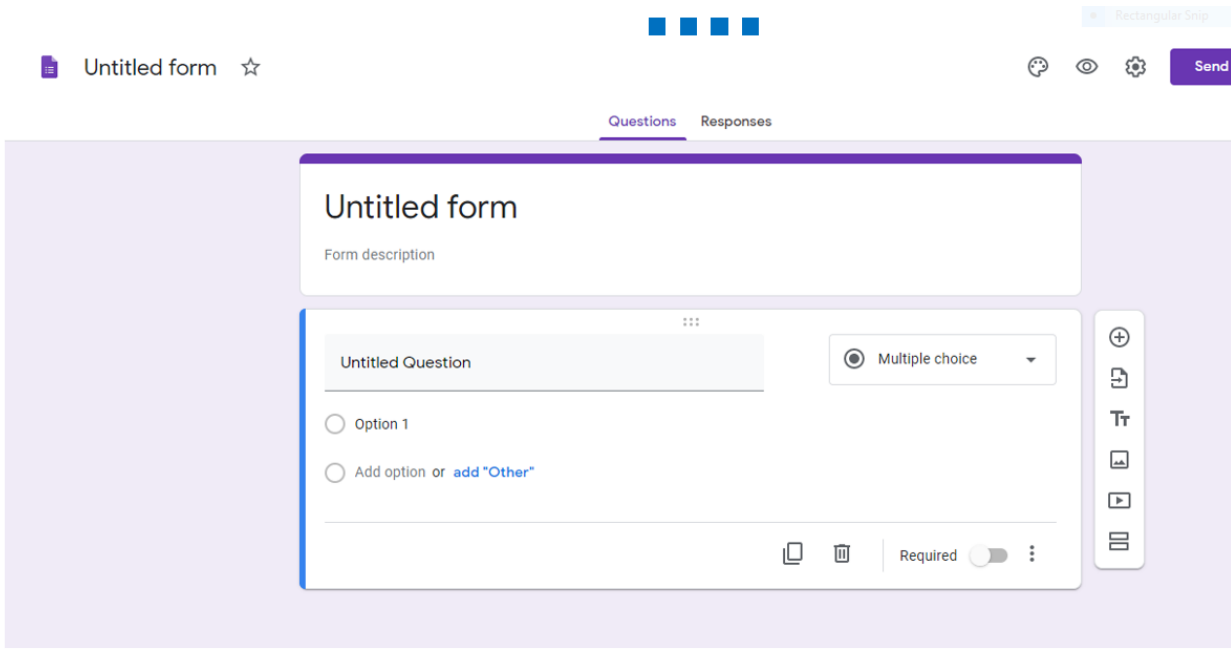 Rectangular Snip
Untitled form
Send
Questions Responses
Untitled form
Form description
Untitled Question
Multiple choice
Option 1
Add option or add "Other"
Required